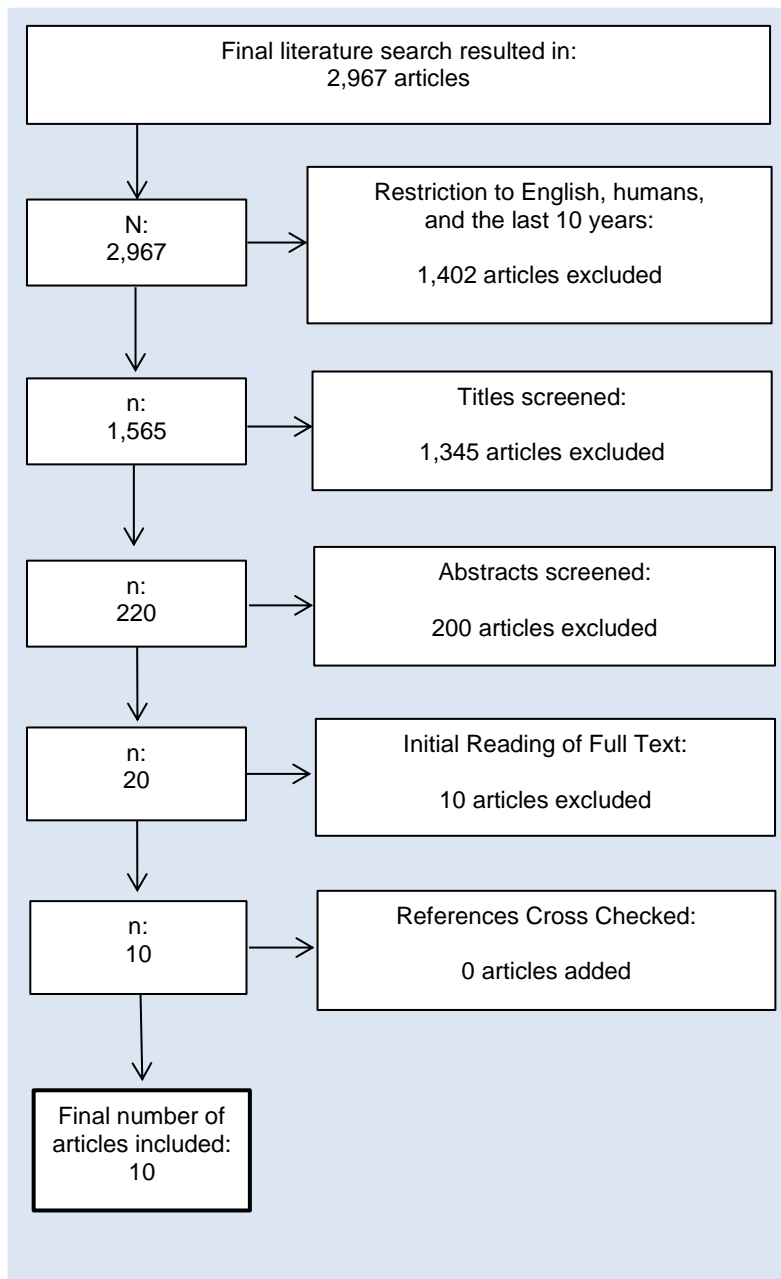 Final literature search resulted in:
2,967 articles
N:
2,967
Restriction to English, humans,
and the last 10 years:
1,402 articles excluded
n:
1,565
Titles screened:
1,345 articles excluded
n:
220
Abstracts screened:
200 articles excluded
n:
20
Initial Reading of Full Text:
10 articles excluded
n:
10
References Cross Checked:
0 articles added
Final number of
articles included:
10